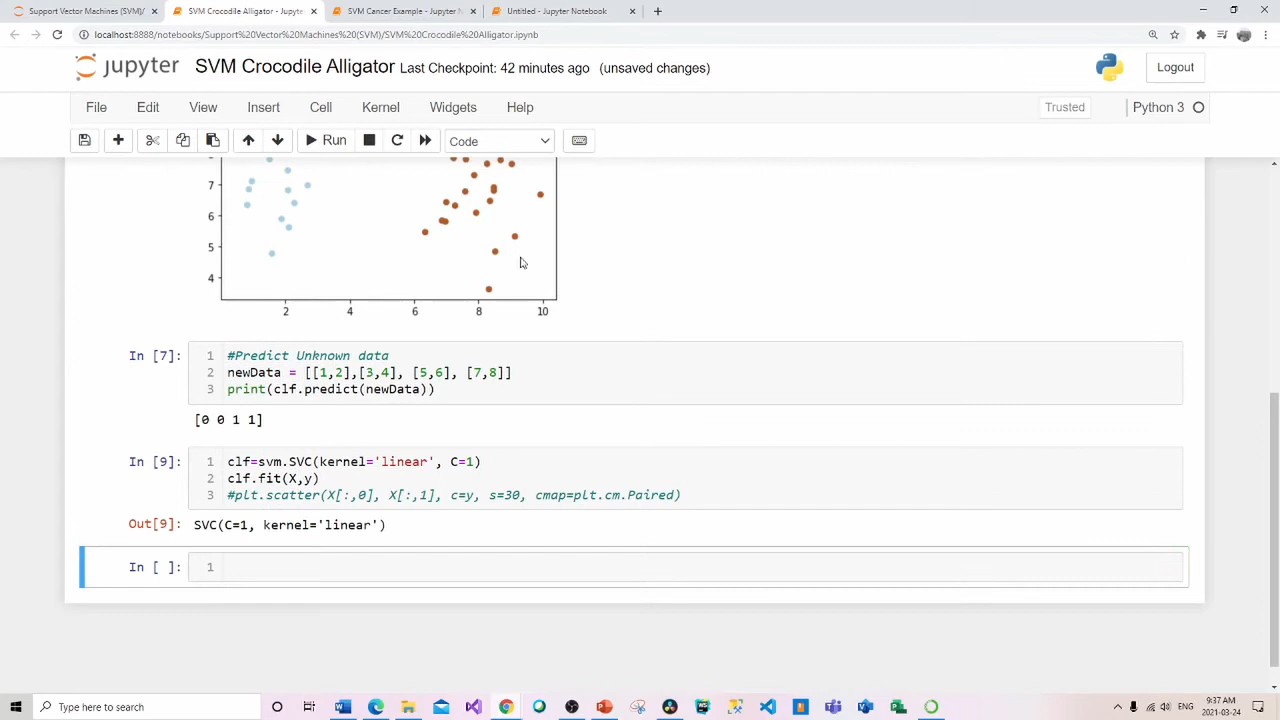 Support Vector Machines (SVM)/
SVM Crocodile Alligator - Jupyte
SVM Cancer Example - Jupyter N
Untitled - Jupyter Notebook
localhost:8888/notebooks/Support%20Vector%20Machines%20(SVM)/SVM%20Crocodile%20Alligator.ipynb
jupyter SVM Crocodile Alligator Last Checkpoint: 42 minutes ago (unsaved changes)
Logout
File Edit View Insert Cell Kernel Widgets Help
Trusted
Python 3
Run
Code
7
6
5
4
2 4 6 8 10
In [7]:
1 #Predict Unknown data
2 newData = [[1,2],[3,4], [5,6], [7,8]]
3 print(clf.predict(newData))
[0 0 1 1]
In [9]:
1 clf=svm.SVC(kernel='linear', C=1)
2 clf.fit(X,y)
3 #plt.scatter(X[:,0], X[:,1], c=y, s=30, cmap=plt.cm.Paired)
Out[9]: SVC(C=1, kernel='linear')
In [ ]: 1
Type here to search
ENG
9:37 AM
2021-03-24